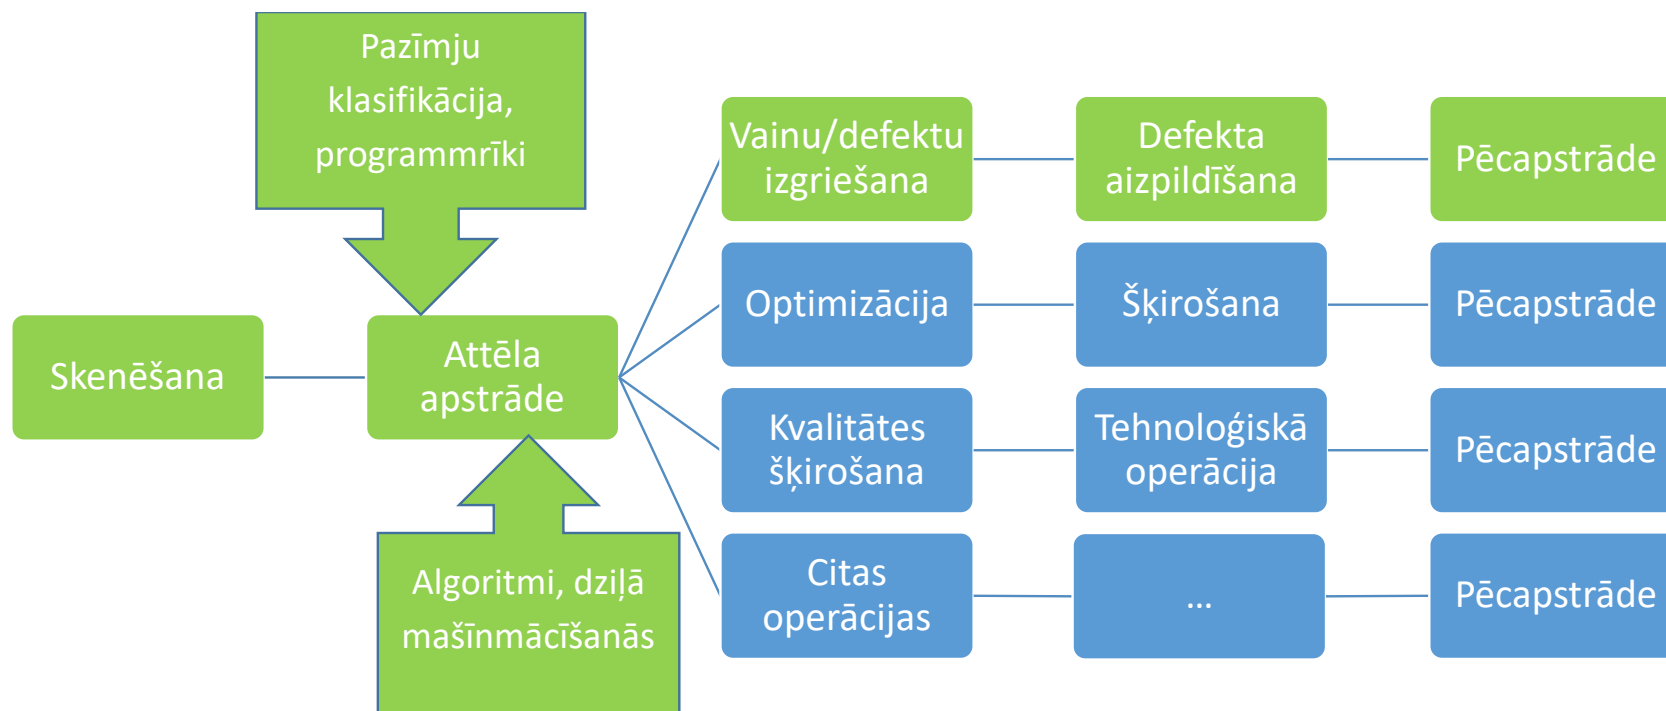 Pazīmju
klasifikācija,
programmrīki
Skenēšana
Attēla
apstrāde
Algoritmi, dziļā
mašīnmācīšanās
Vainu/defektu
izgriešana
Defekta
aizpildīšana
Pēcapstrāde
Optimizācija
Šķirošana
Pēcapstrāde
Kvalitātes
šķirošana
Tehnoloģiskā
operācija
Pēcapstrāde
Citas
operācijas
...
Pēcapstrāde